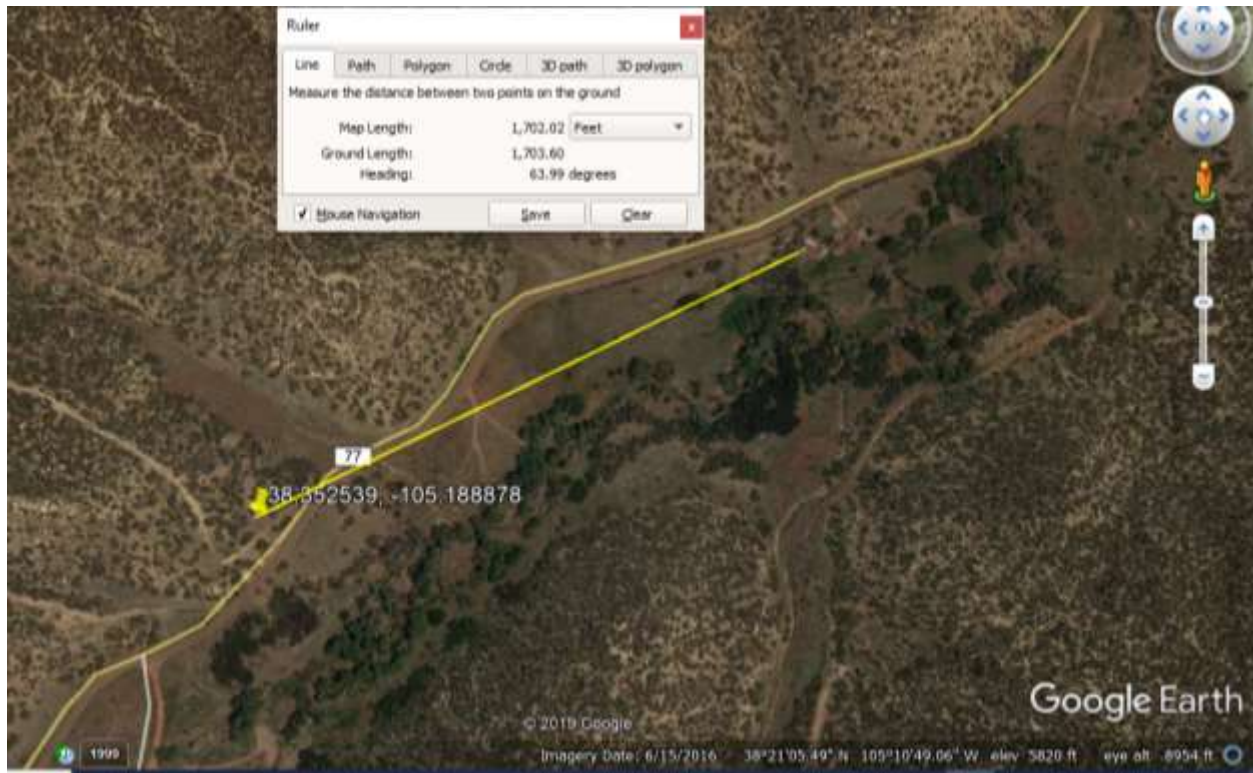 Ruler
Line Path Polygon Circle 3D path 3D polygon
Measure the distance between two points on the ground
Map Length: 1,702.02 Feet
Ground Length: 1,703.60
Heading: 63.99 degrees
Mouse Navigation Save Clear
77
38.352539, -105.188878
Google Earth
© 2019 Google
1999 Imagery Date: 6/15/2016 38°21'05.49" N 105°10'49.06" W elev 5820 ft eye alt 8954 ft